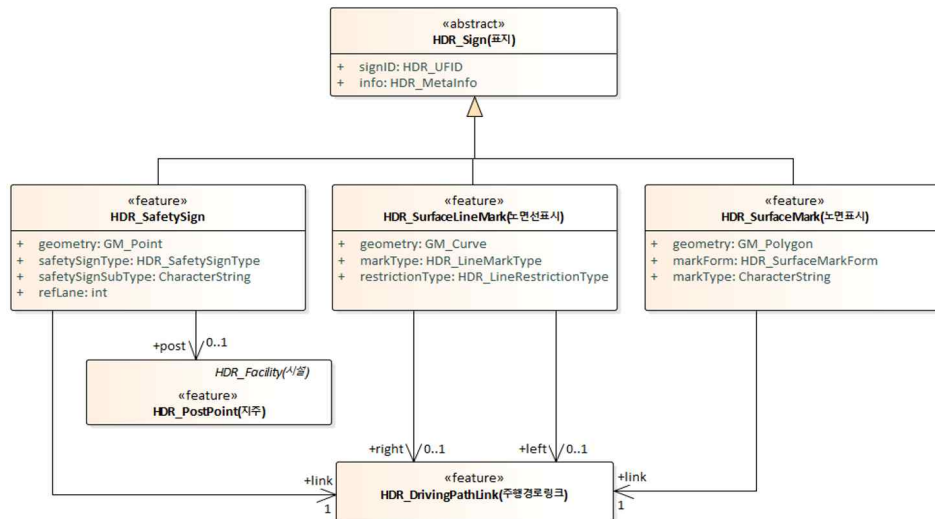 «abstract»
HDR_Sign(표지)
+ signID: HDR_UFID
+ info: HDR_MetaInfo
«feature»
HDR_SafetySign
+ geometry: GM_Point
+ safetySignType: HDR_SafetySignType
+ safetySignSubType: CharacterString
+ refLane: int
«feature»
HDR_SurfaceLineMark(노면선표시)
+ geometry: GM_Curve
+ markType: HDR_LineMarkType
+ restrictionType: HDR_LineRestrictionType
«feature»
HDR_SurfaceMark(노면표시)
+ geometry: GM_Polygon
+ markForm: HDR_SurfaceMarkForm
+ markType: CharacterString
+post 0..1
HDR_Facility(시설)
«feature»
HDR_PostPoint(지주)
+right 0..1
+left 0..1
+link
1
«feature»
HDR_DrivingPathLink(주행경로링크)
+link
1